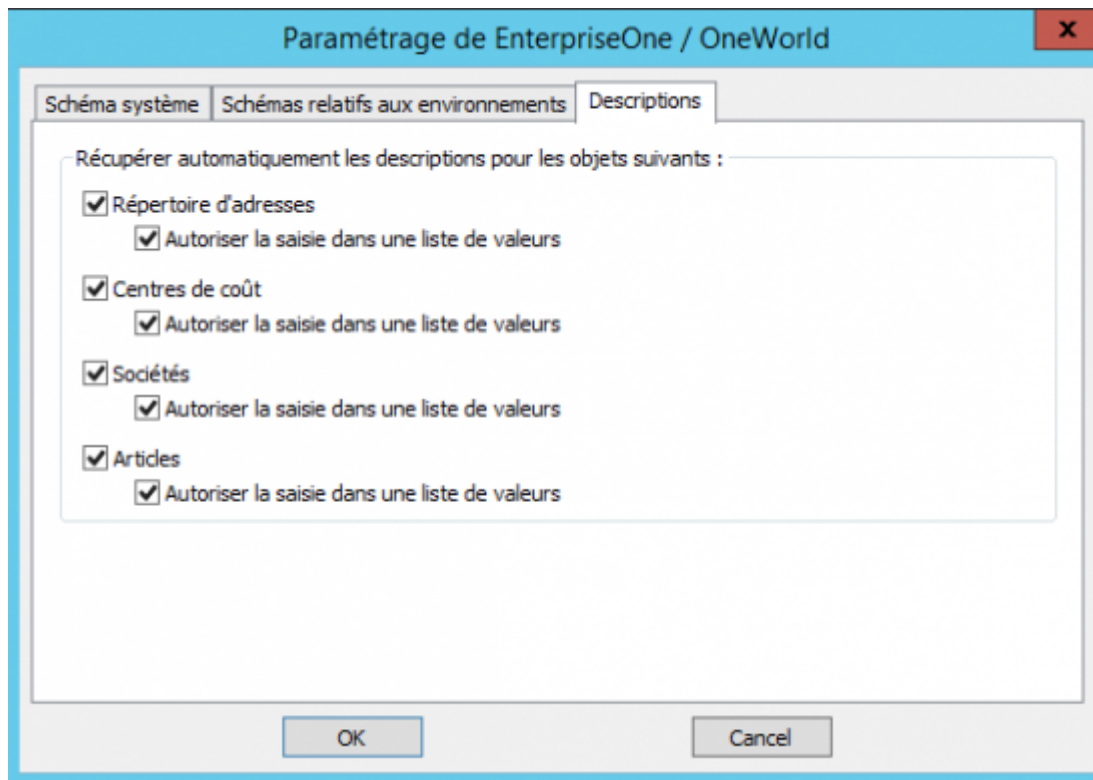 Paramétrage de EnterpriseOne / OneWorld
x
Schéma système
Schémas relatifs aux environnements
Descriptions
Récupérer automatiquement les descriptions pour les objets suivants :
Répertoire d'adresses
Autoriser la saisie dans une liste de valeurs
Centres de coût
Autoriser la saisie dans une liste de valeurs
Sociétés
Autoriser la saisie dans une liste de valeurs
Articles
Autoriser la saisie dans une liste de valeurs
OK
Cancel